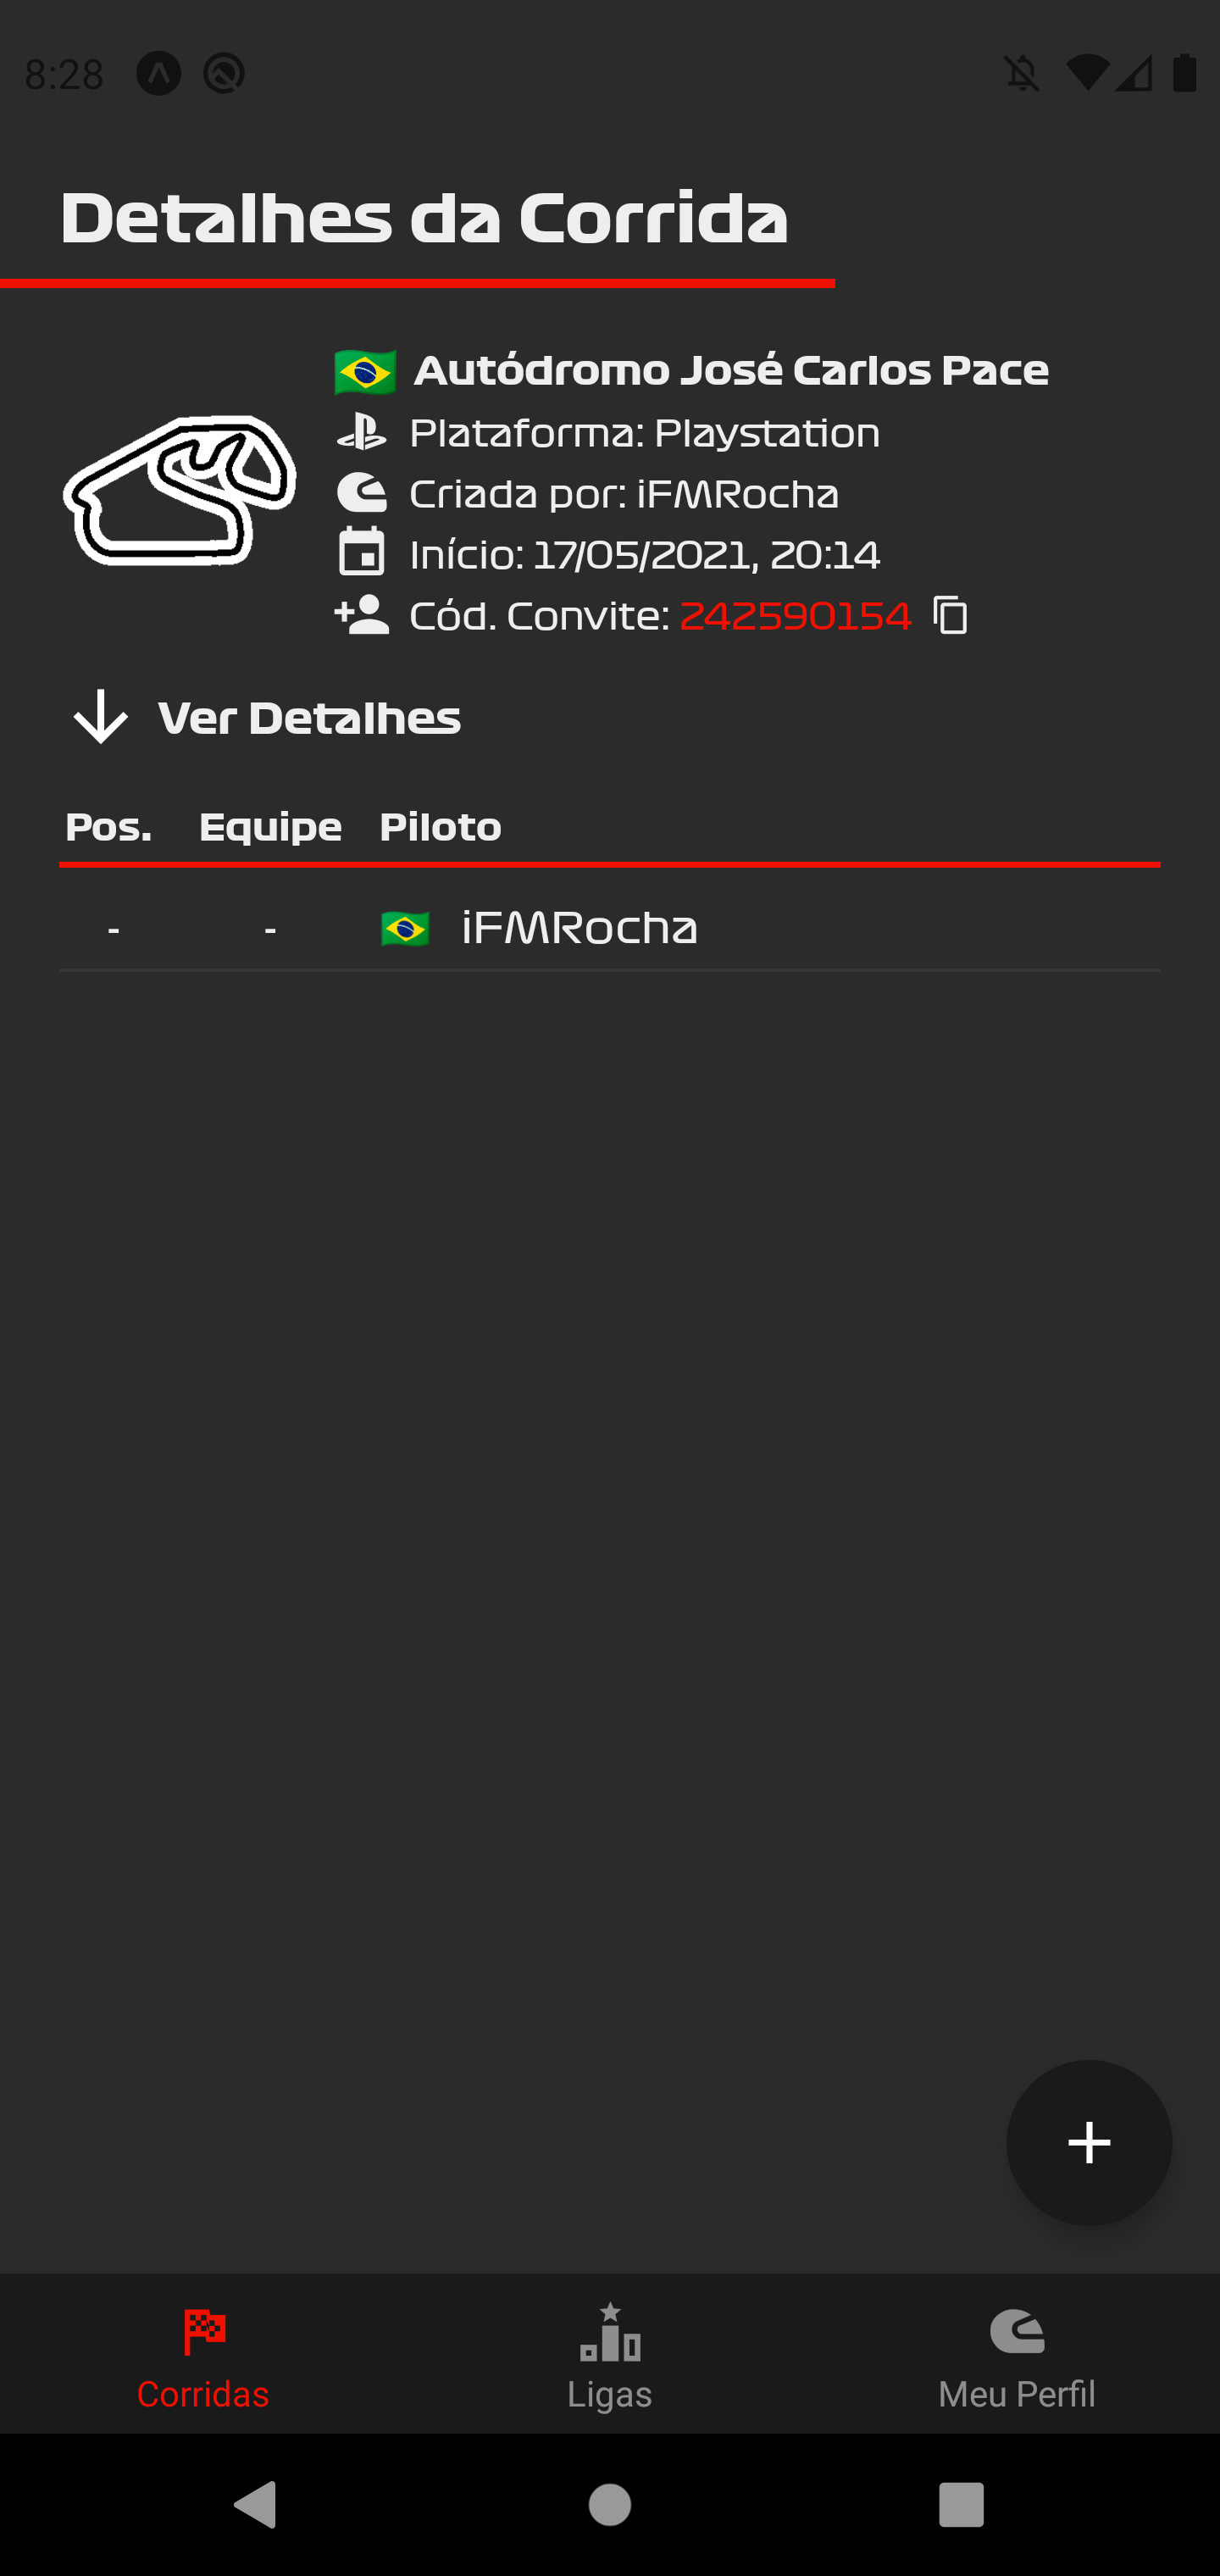 8:28
Detalhes da Corrida
Autódromo José Carlos Pace
Plataforma: Playstation
Criada por: iFMRocha
Início: 17/05/2021, 20:14
Cód. Convite: 242590154
Ver Detalhes
Pos. Equipe Piloto
- - iFMRocha
Corridas Ligas Meu Perfil